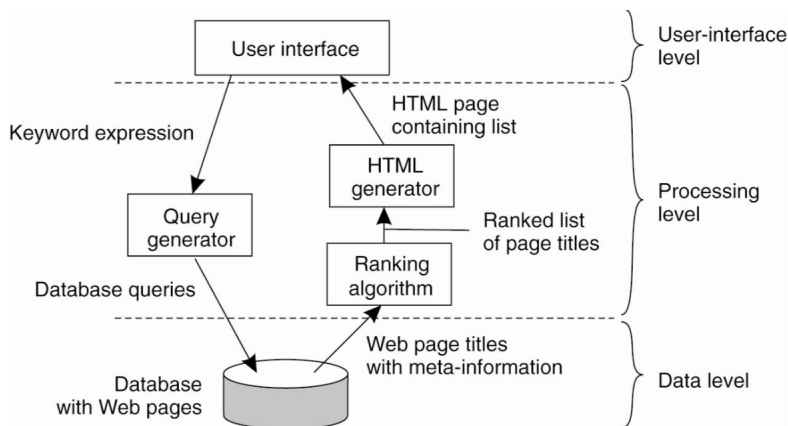 User interface
User-interface
level
Keyword expression
HTML page
containing list
HTML
generator
Query
generator
Processing
level
Ranked list
of page titles
Ranking
algorithm
Database queries
Web page titles
with meta-information
Database
with Web pages
Data level